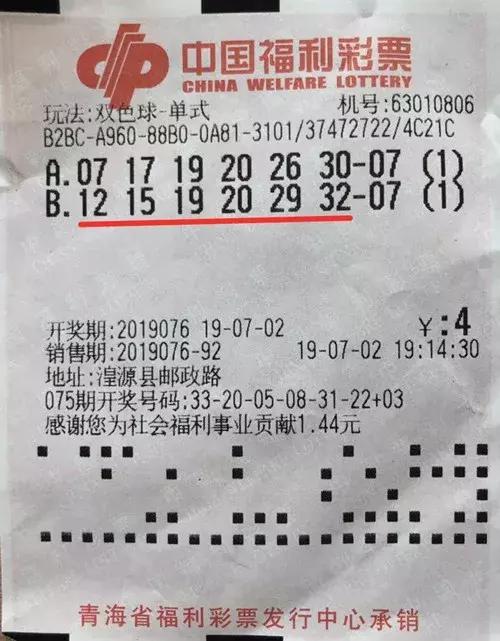 中国福利彩票
CHINA WELFARE LOTTERY
玩法:双色球-单式 机号:63010806
B2BC-A960-88B0-0A81-3101/37472722/4C21C
A.07 17 19 20 26 30-07 (1)
B.12 15 19 20 29 32-07 (1)
开奖期:2019076 19-07-02 ¥:4
销售期:2019076-92 19-07-02 19:14:30
地址:湟源县邮政路
075期开奖号码:33-20-05-08-31-22+03
感谢您为社会福利事业贡献1.44元
青海省福利彩票发行中心承销